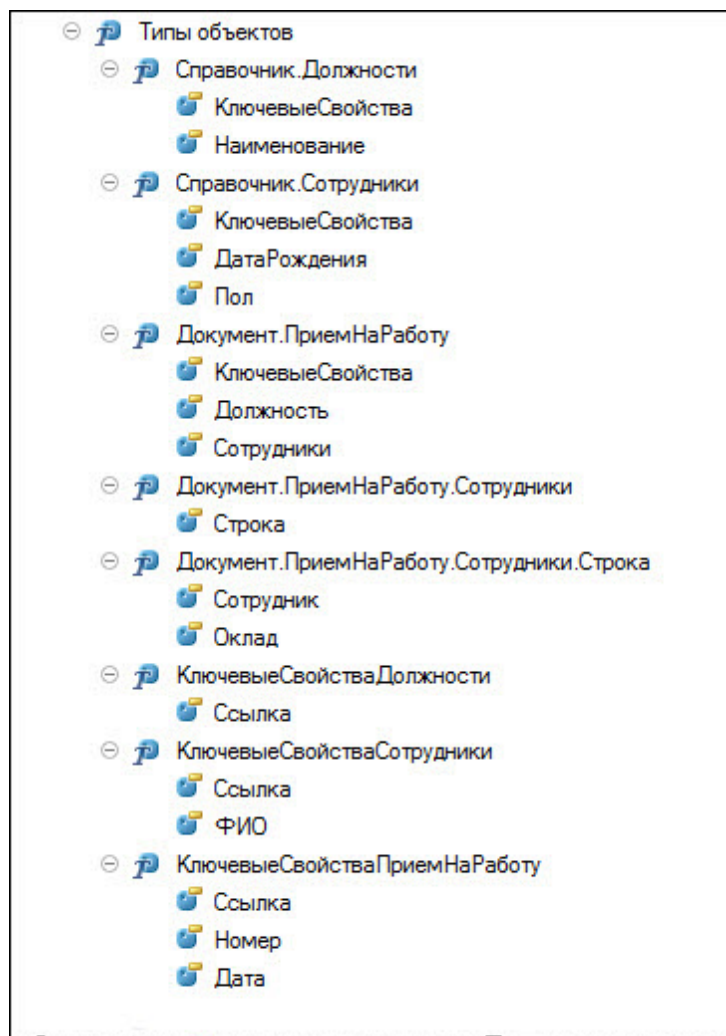 Типы объектов
Справочник.Должности
КлючевыеСвойства
Наименование
Справочник.Сотрудники
КлючевыеСвойства
ДатаРождения
Пол
Документ.ПриемНаРаботу
КлючевыеСвойства
Должность
Сотрудники
Документ.ПриемНаРаботу.Сотрудники
Строка
Документ.ПриемНаРаботу.Сотрудники.Строка
Сотрудник
Оклад
КлючевыеСвойстваДолжности
Ссылка
КлючевыеСвойстваСотрудники
Ссылка
ФИО
КлючевыеСвойстваПриемНаРаботу
Ссылка
Номер
Дата